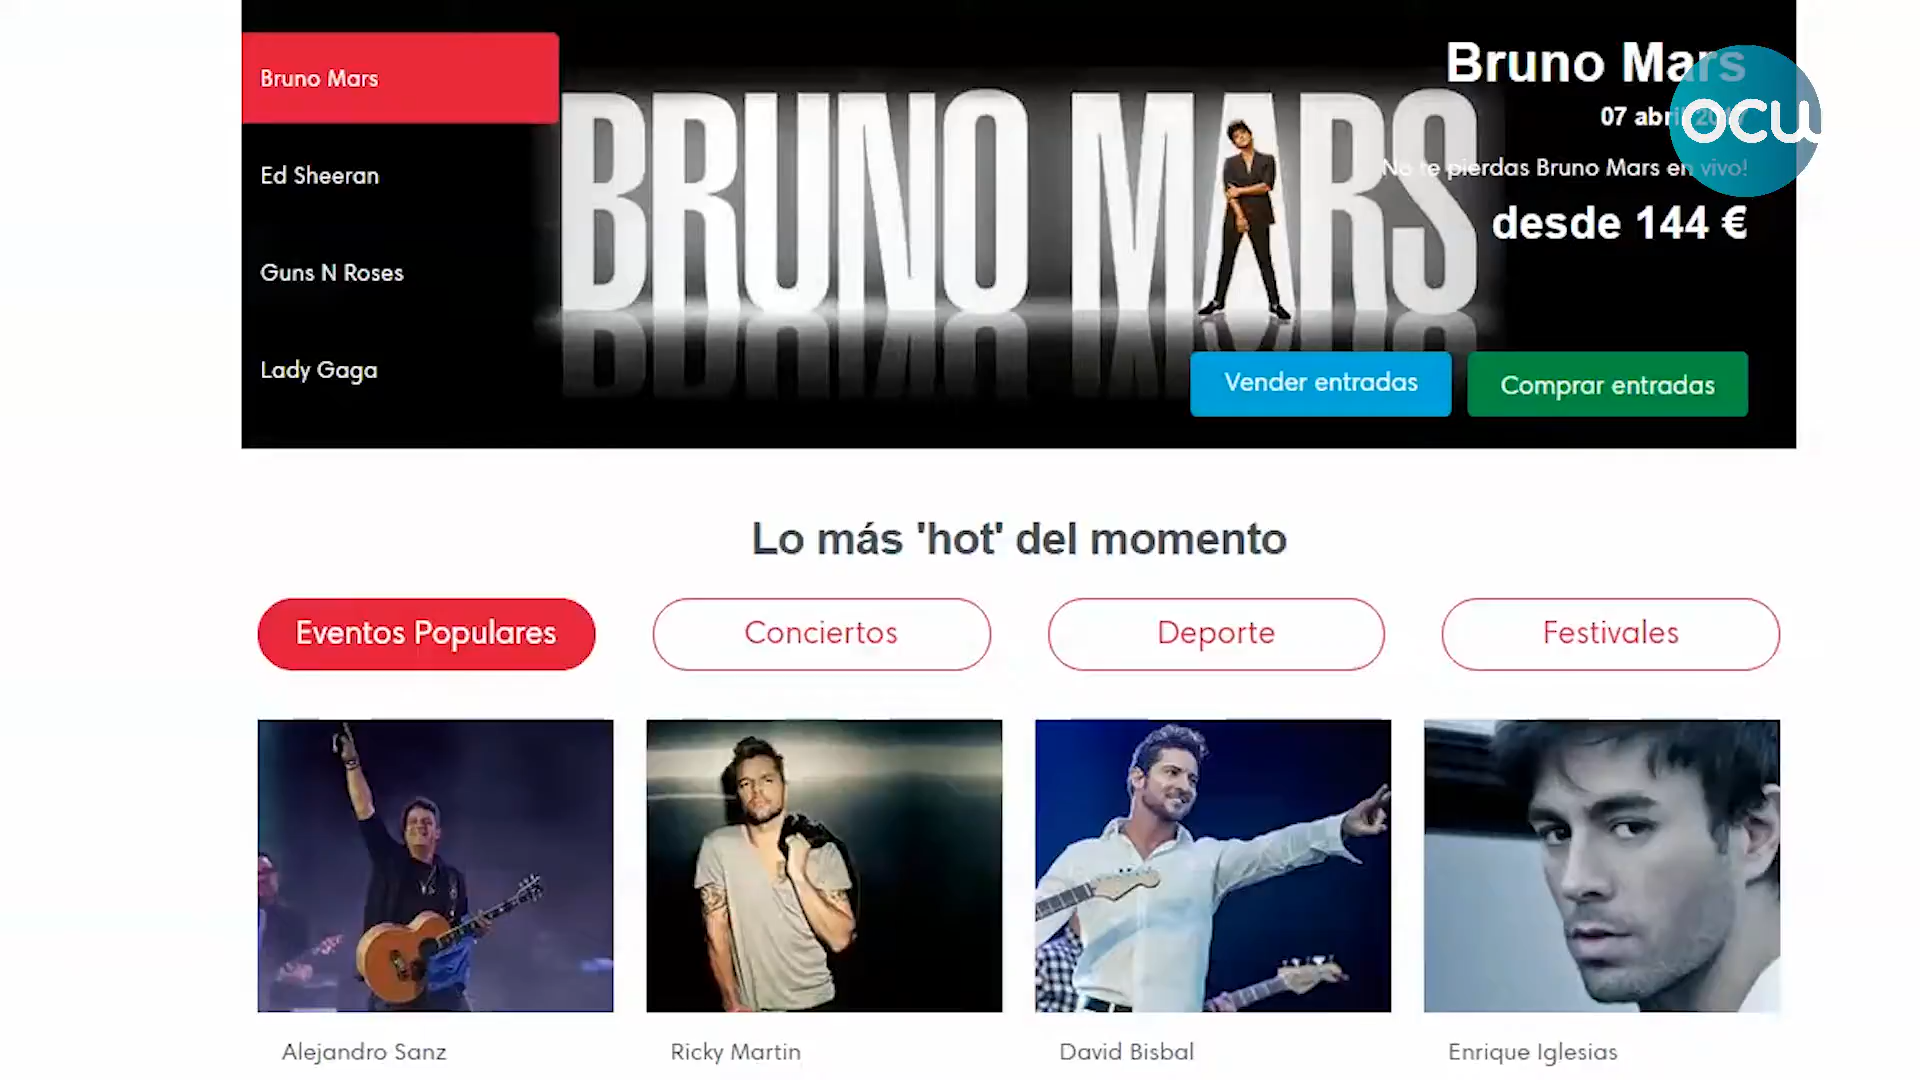 Bruno Mars
Ed Sheeran
Guns N Roses
Lady Gaga
BRUNO MARS
Bruno Mars
07 abril
ocu
No te pierdas Bruno Mars en vivo!
desde 144 €
Vender entradas
Comprar entradas
Lo más 'hot' del momento
Eventos Populares
Conciertos
Deporte
Festivales
Alejandro Sanz
Ricky Martin
David Bisbal
Enrique Iglesias